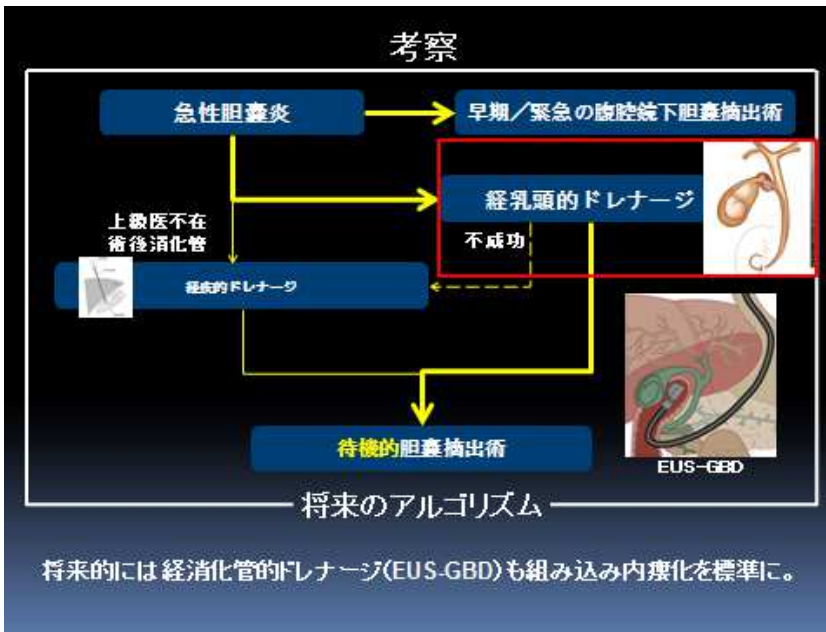 考察
急性胆嚢炎
早期／緊急の腹腔鏡下胆嚢摘出術
経乳頭的ドレナージ
上級医不在
術後消化管
不成功
経皮的ドレナージ
待機的胆嚢摘出術
EUS-GBD
将来のアルゴリズム
将来的には経消化管的ドレナージ(EUS-GBD)も組み込み内瘻化を標準に。